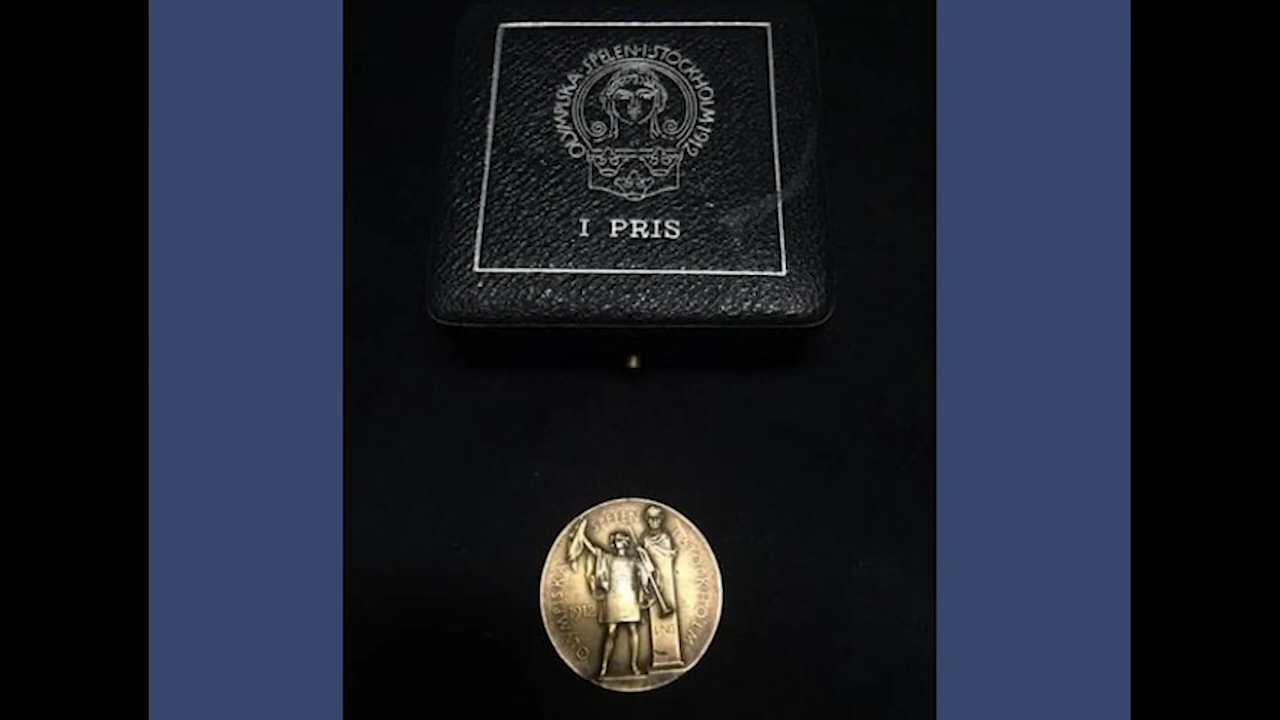 OLYMPISKA·SPELEN·I·STOCKHOLM·1912
I PRIS
OLYMPISKA SPELEN I STOCKHOLM
1912